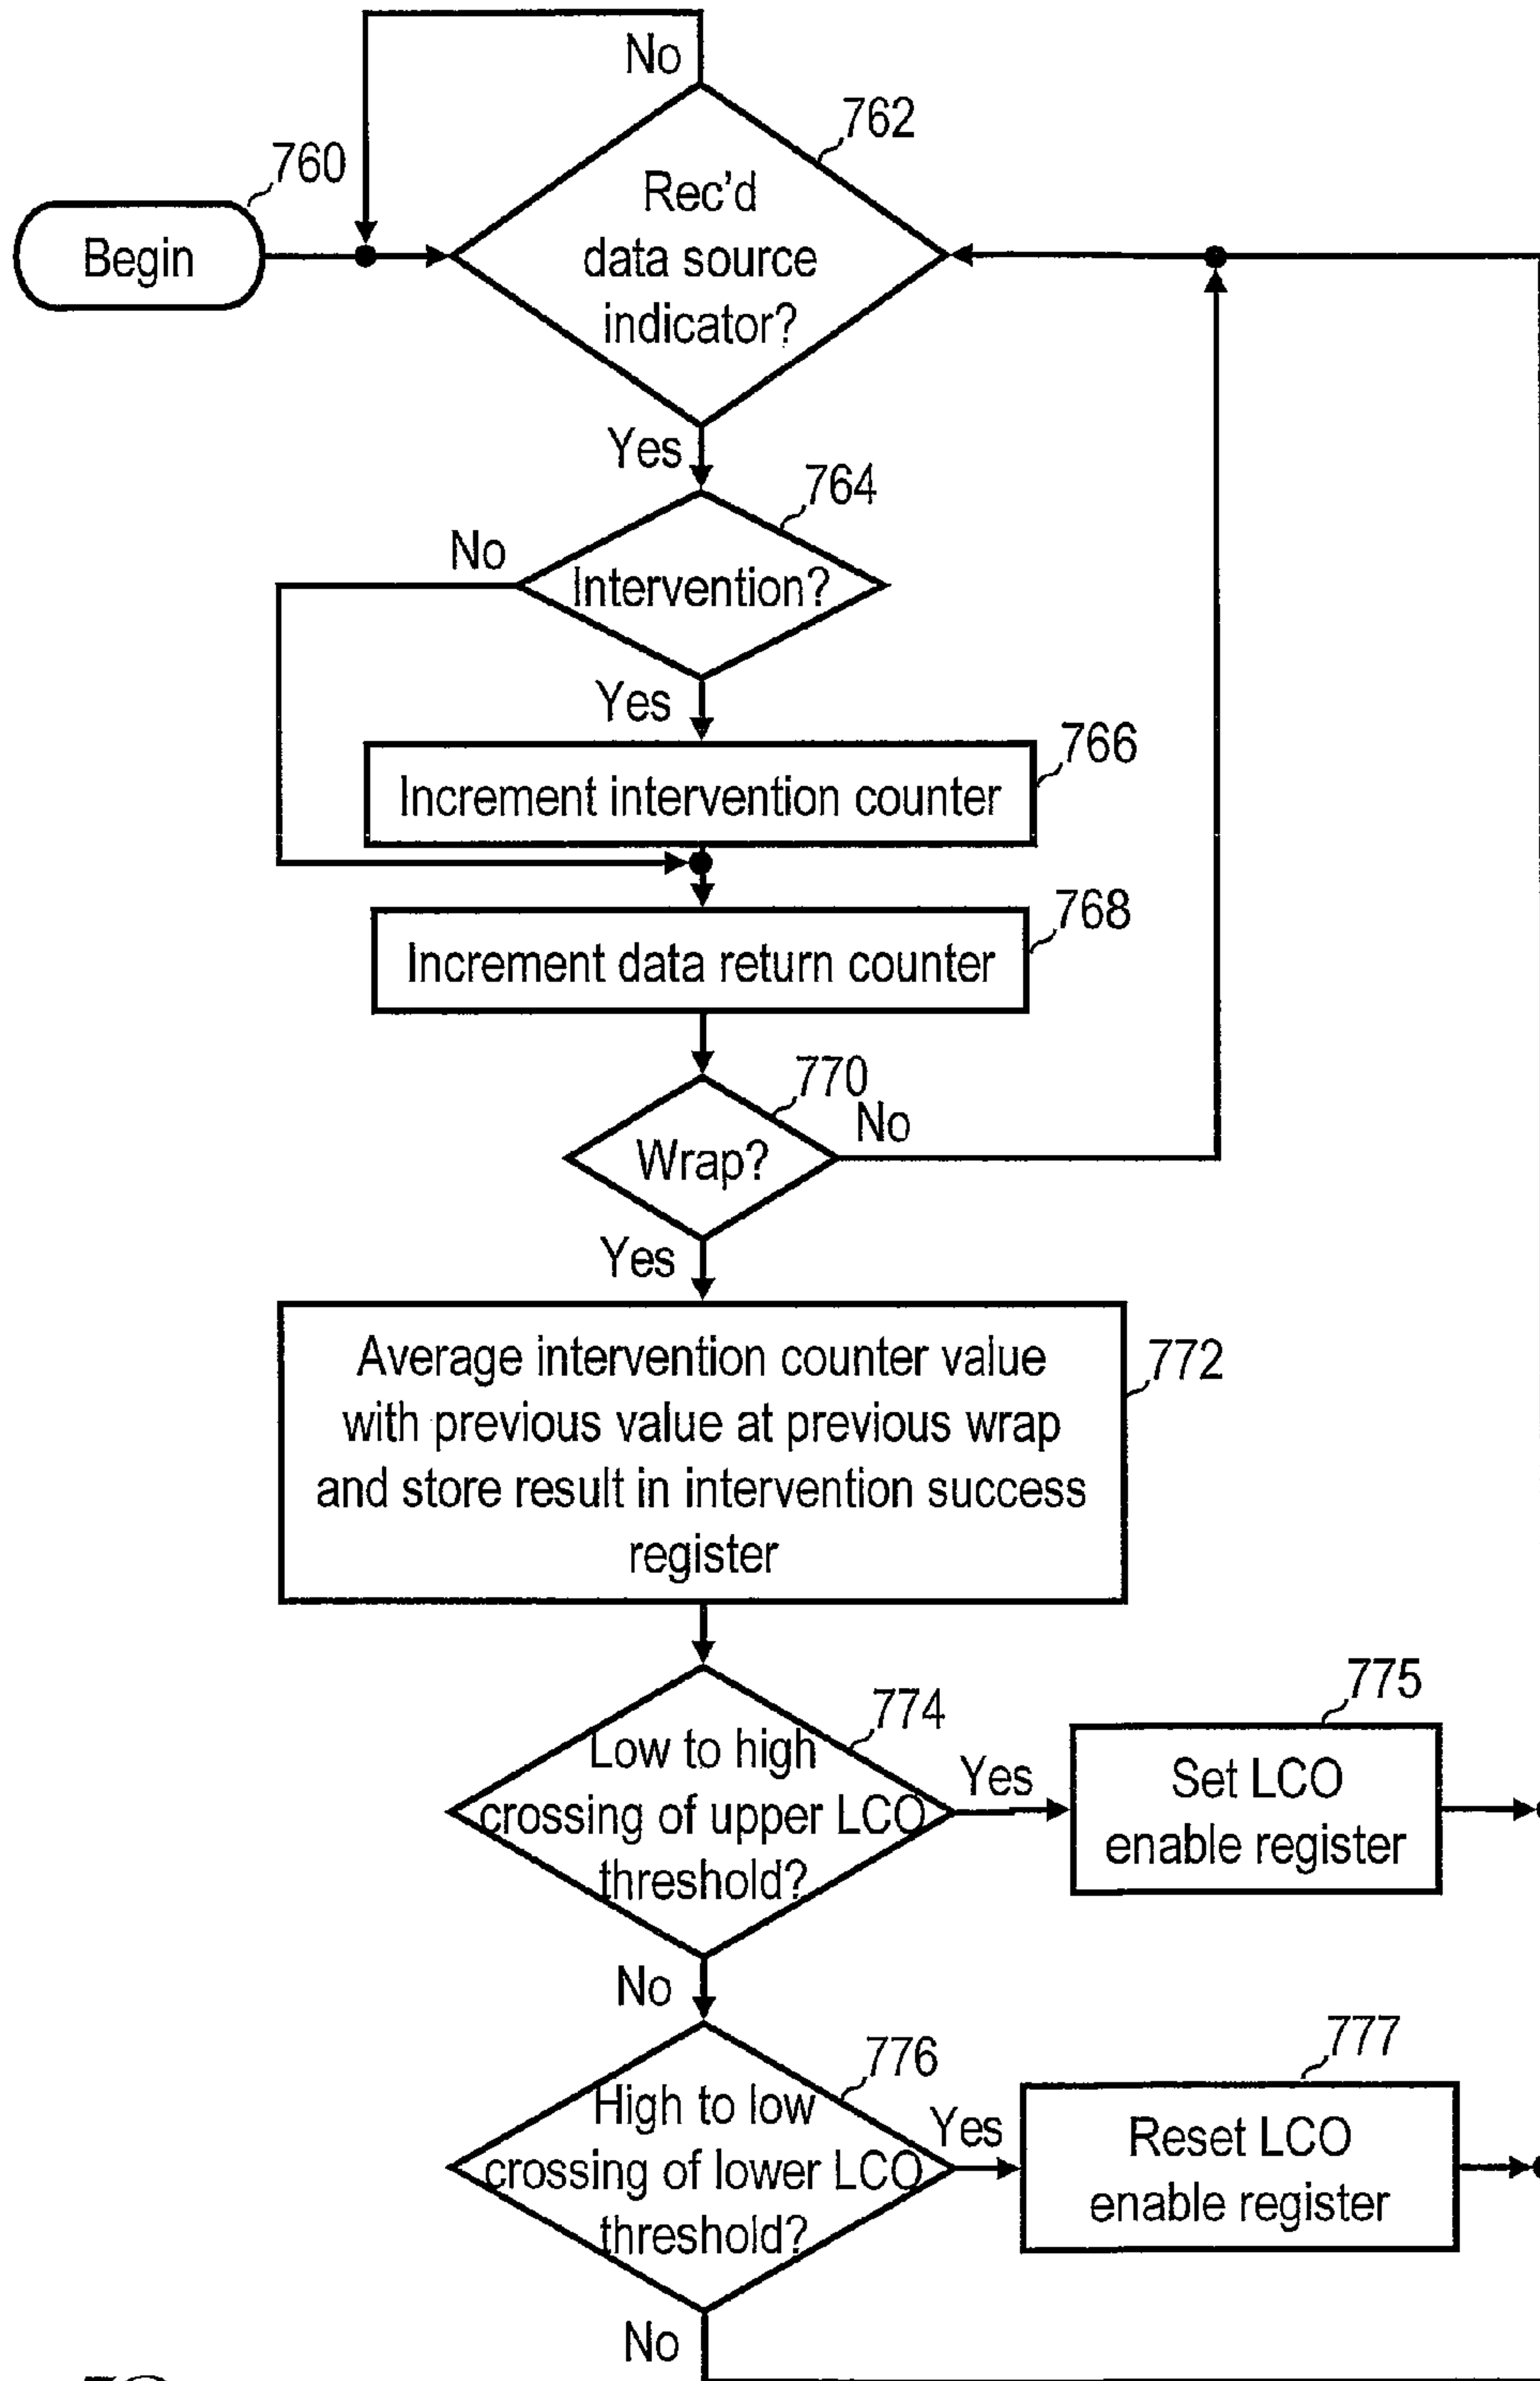 No
762
760
Rec'd
Begin
data source
indicator?
Yes
764
No
Intervention?
Yes
766
Increment intervention counter
768
Increment data return counter
770
No
Wrap?
Yes
Average intervention counter value
772
with previous value at previous wrap
and store result in intervention success
register
774
775
Low to high
Yes
Set LCO
crossing of upper LCO
enable register
threshold?
No
776
777
High to low
Yes
Reset LCO
crossing of lower LCO
enable register
threshold?
No